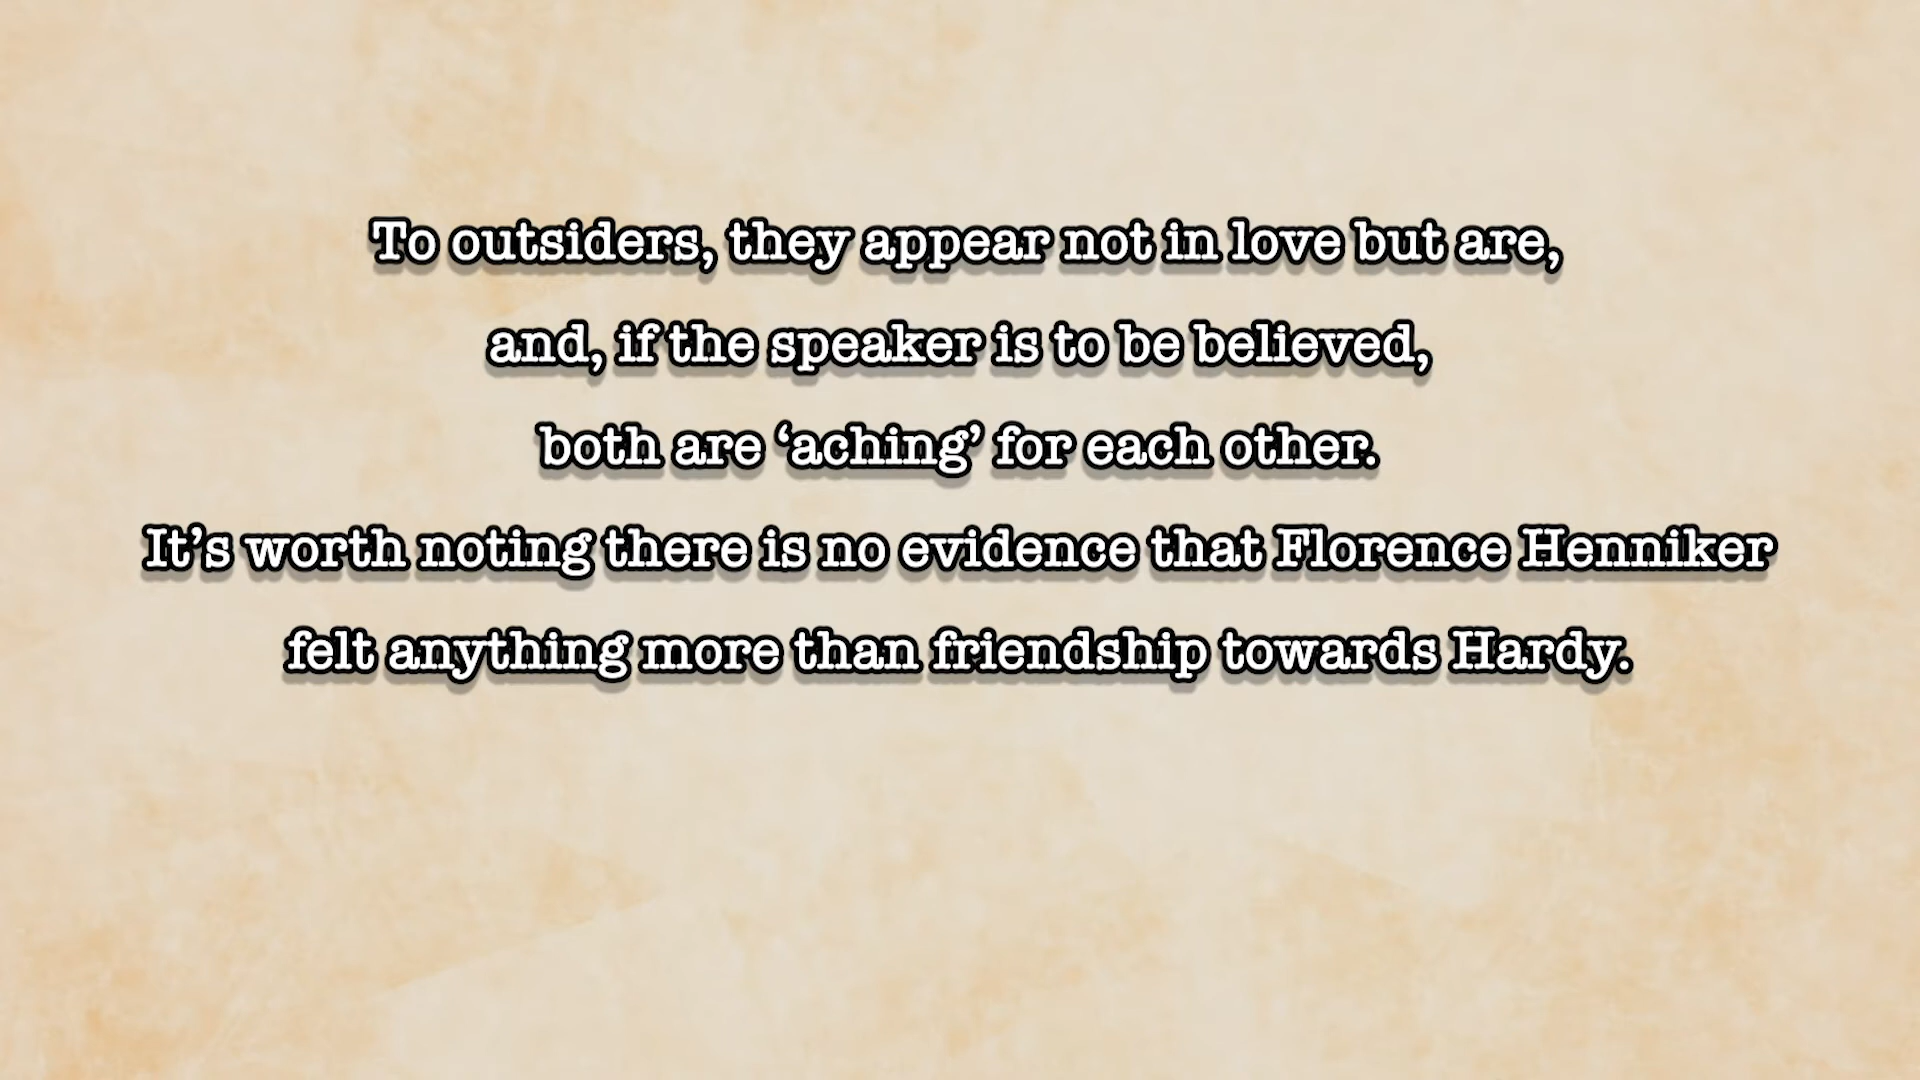 To outsiders, they appear not in love but are,
and, if the speaker is to be believed,
both are ‘aching’ for each other.
It’s worth noting there is no evidence that Florence Henniker
felt anything more than friendship towards Hardy.